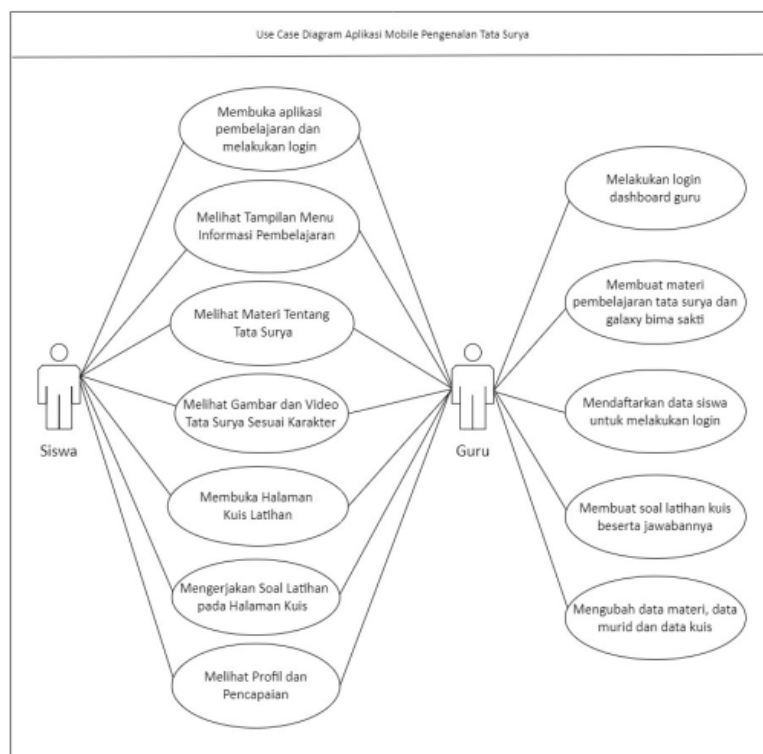 Use Case Diagram Aplikasi Mobile Pengenalan Tata Surya
Membuka aplikasi
pembelajaran dan
melakukan login
Melihat Tampilan Menu
Informasi Pembelajaran
Melihat Materi Tentang
Tata Surya
Melihat Gambar dan Video
Tata Surya Sesuai Karakter
Membuka Halaman
Kuis Latihan
Mengerjakan Soal Latihan
pada Halaman Kuis
Melihat Profil dan
Pencapaian
Siswa
Guru
Melakukan login
dashboard guru
Membuat materi
pembelajaran tata surya dan
galaxy bima sakti
Mendaftarkan data siswa
untuk melakukan login
Membuat soal latihan kuis
beserta jawabannya
Mengubah data materi, data
murid dan data kuis